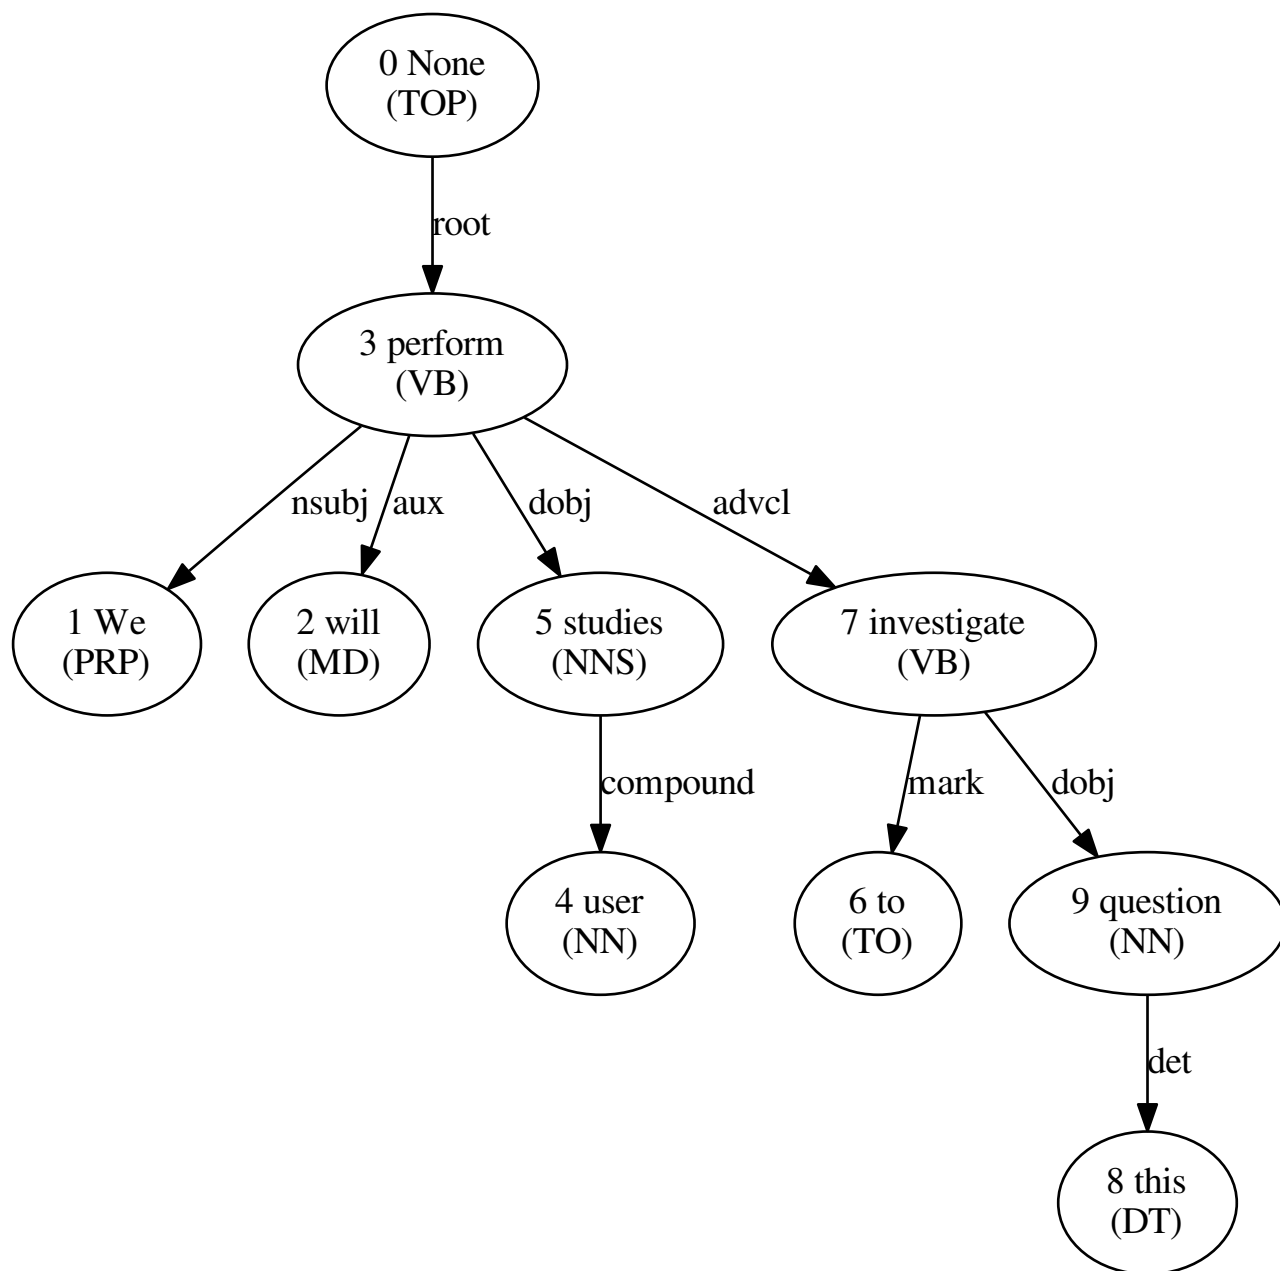 0 None
(TOP)
root
3 perform
(VB)
nsubj
aux
dobj
advcl
1 We
(PRP)
2 will
(MD)
5 studies
(NNS)
7 investigate
(VB)
compound
mark
dobj
4 user
(NN)
6 to
(TO)
9 question
(NN)
det
8 this
(DT)